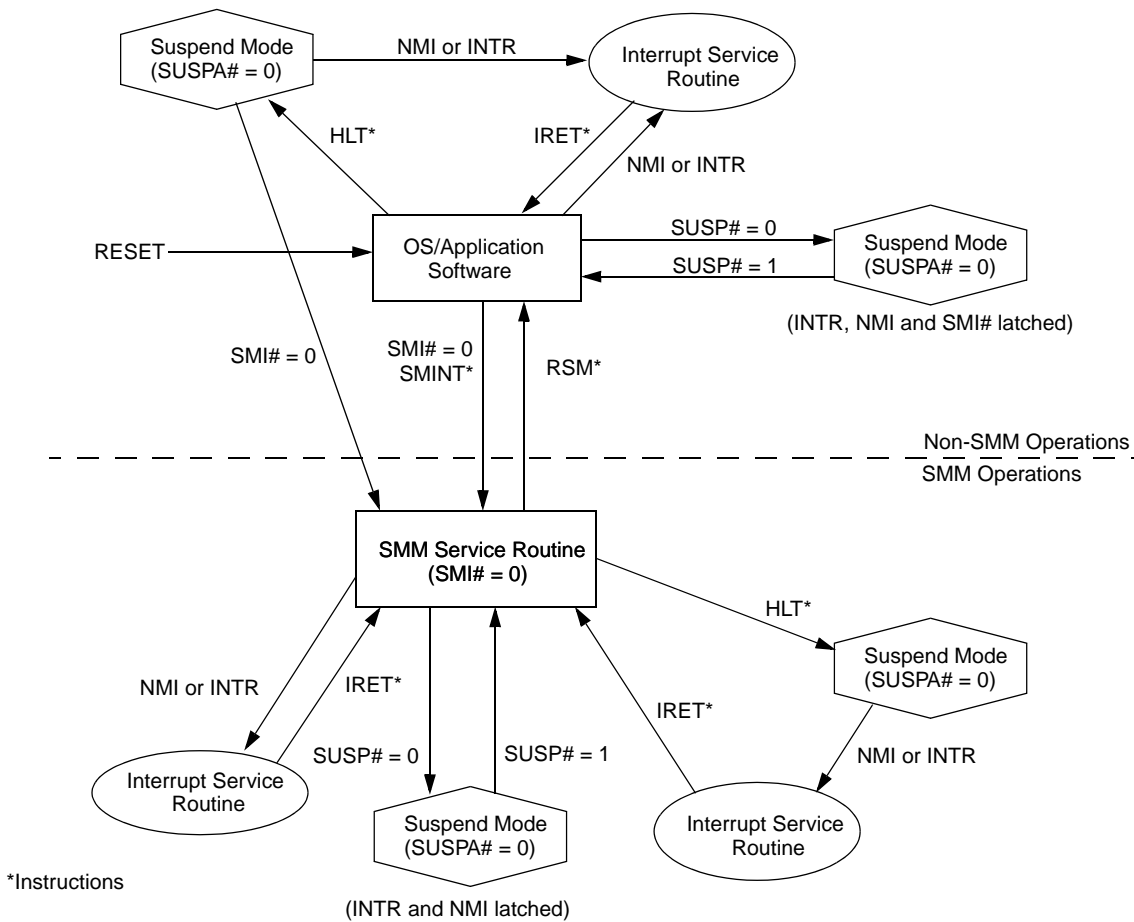 Suspend Mode
(SUSPA# = 0)
NMI or INTR
Interrupt Service
Routine
HLT*
IRET*
NMI or INTR
RESET
OS/Application
Software
SUSP# = 0
SUSP# = 1
Suspend Mode
(SUSPA# = 0)
(INTR, NMI and SMI# latched)
SMI# = 0
SMI# = 0
SMINT*
RSM*
Non-SMM Operations
SMM Operations
SMM Service Routine
(SMI# = 0)
HLT*
Suspend Mode
(SUSPA# = 0)
NMI or INTR
IRET*
IRET*
SUSP# = 0
SUSP# = 1
NMI or INTR
Interrupt Service
Routine
Suspend Mode
(SUSPA# = 0)
Interrupt Service
Routine
*Instructions
(INTR and NMI latched)